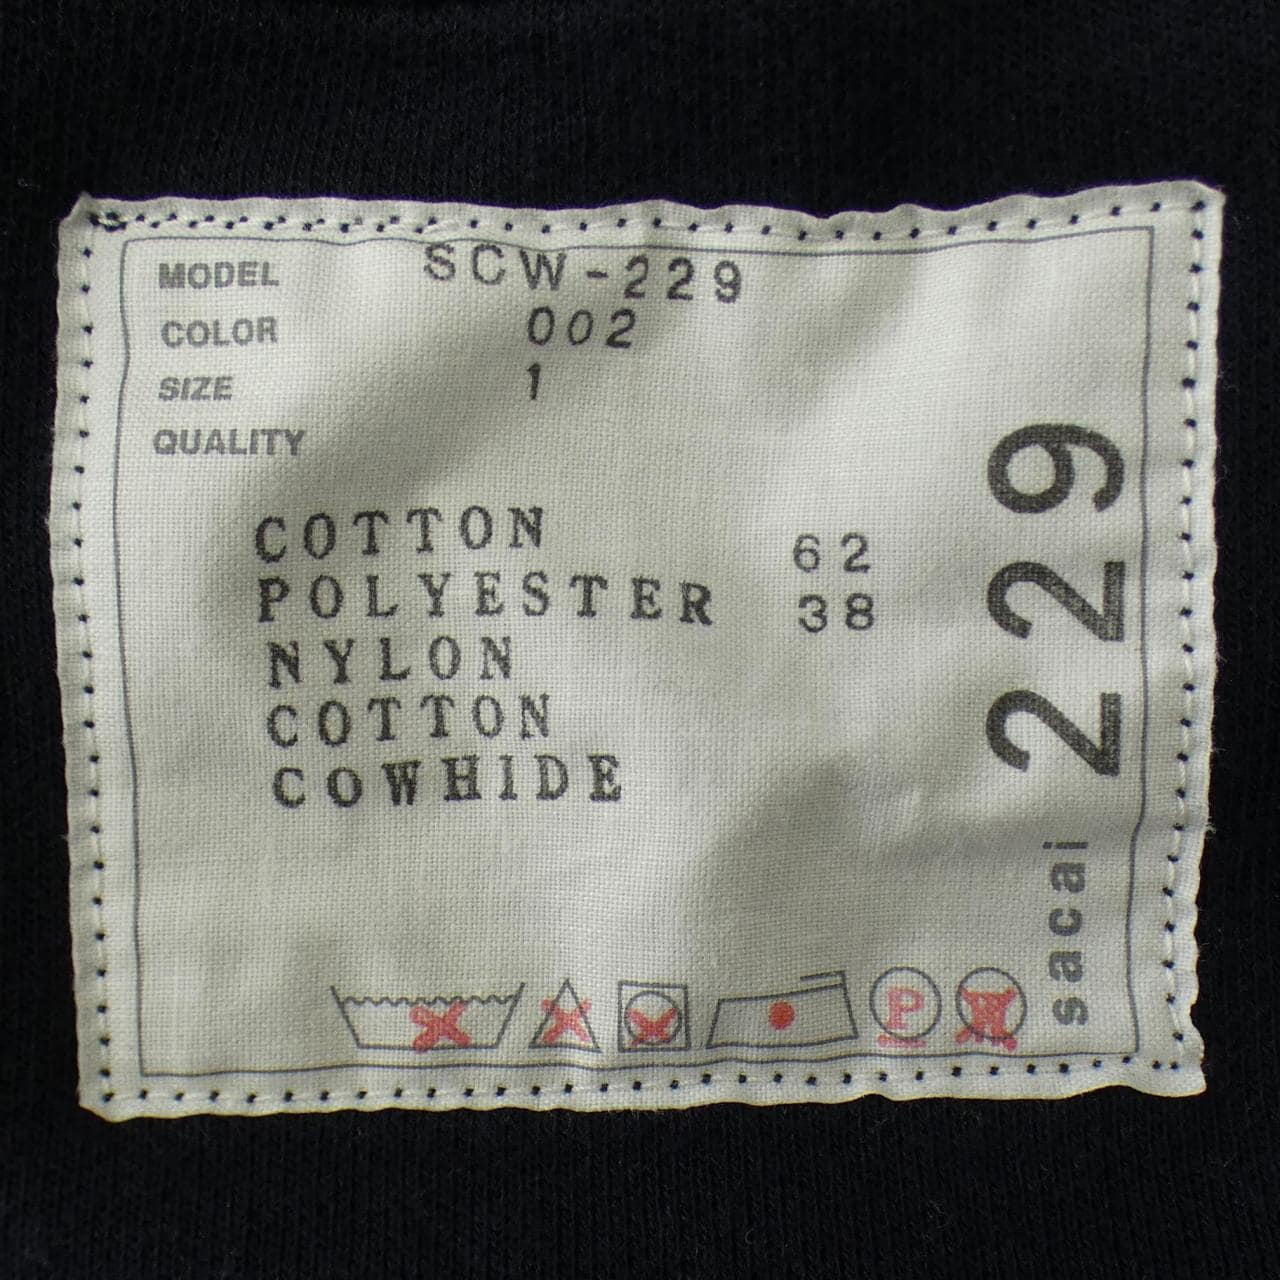 MODEL SCW-229
COLOR 002
SIZE 1
QUALITY
COTTON 62
POLYESTER 38
NYLON
COTTON
COWHIDE
P
W
sacai 229